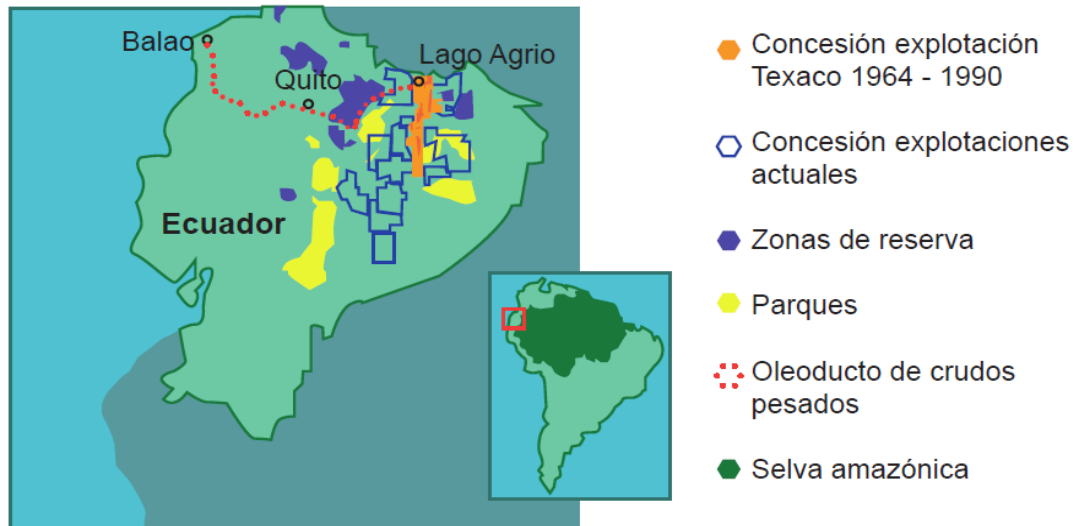 Balao
Quito
Lago Agrio
Ecuador
Concesión explotación
Texaco 1964 - 1990
Concesión explotaciones
actuales
Zonas de reserva
Parques
Oleoducto de crudos
pesados
Selva amazónica